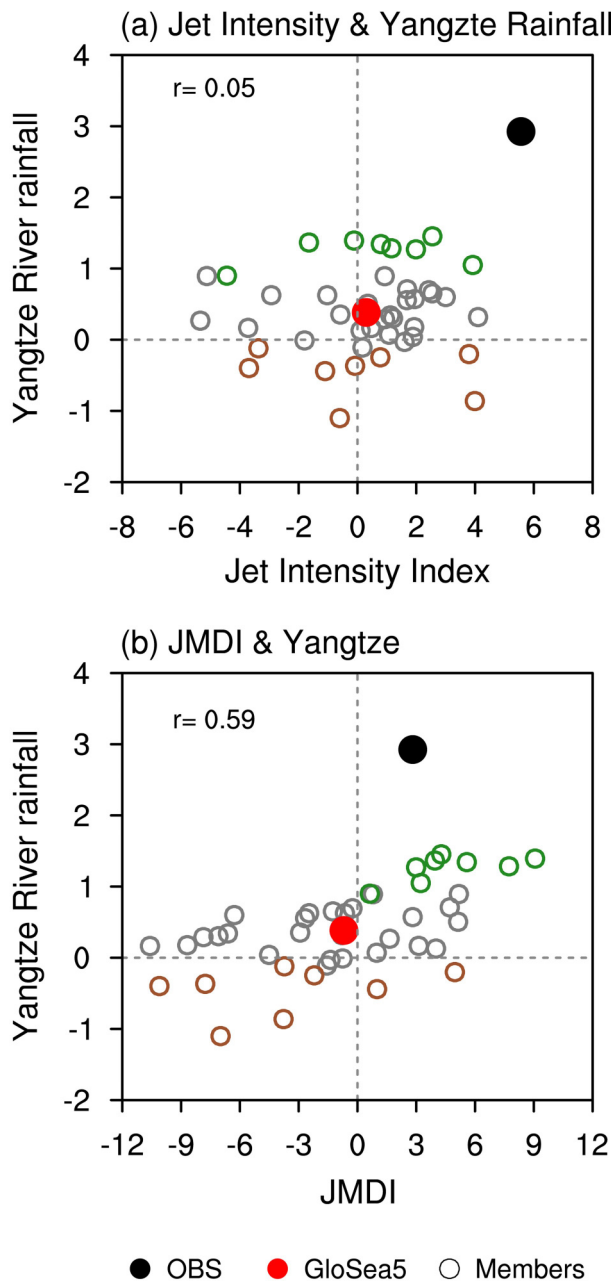 (a) Jet Intensity & Yangzte Rainfall
r= 0.05
Yangtze River rainfall
4
3
2
1
0
-1
-2
-8 -6 -4 -2 0 2 4 6 8
Jet Intensity Index
(b) JMDI & Yangtze
r= 0.59
Yangtze River rainfall
4
3
2
1
0
-1
-2
-12 -9 -6 -3 0 3 6 9 12
JMDI
OBS GloSea5 Members